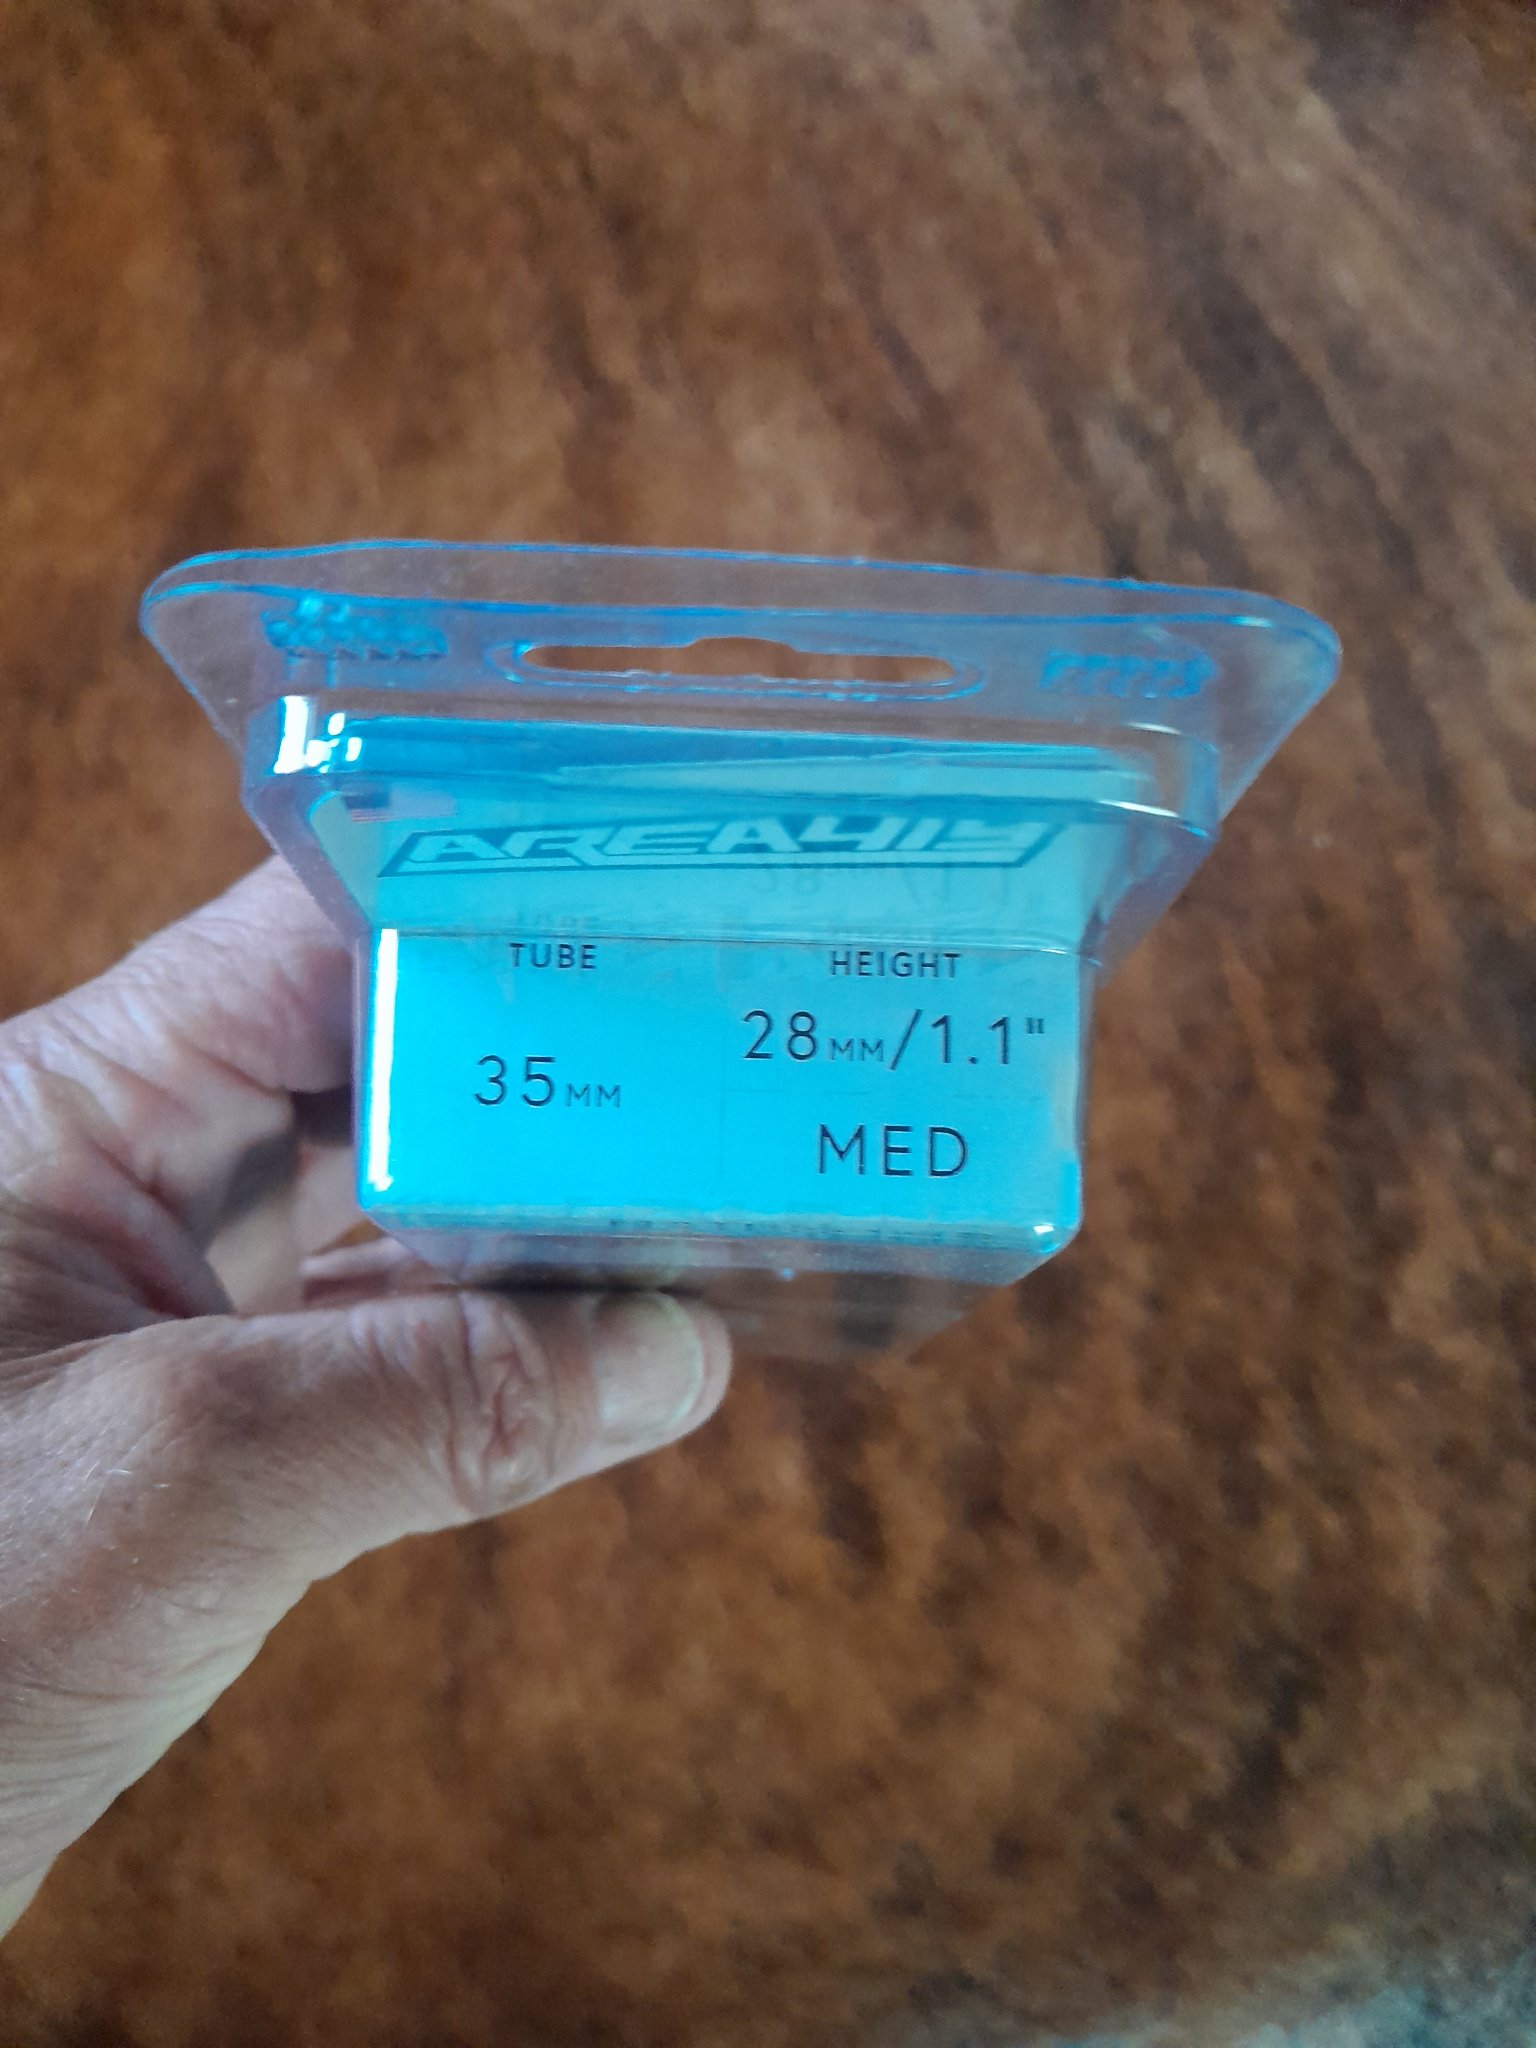 AREA419
TUBE
HEIGHT
35MM
28MM/1.1"
MED